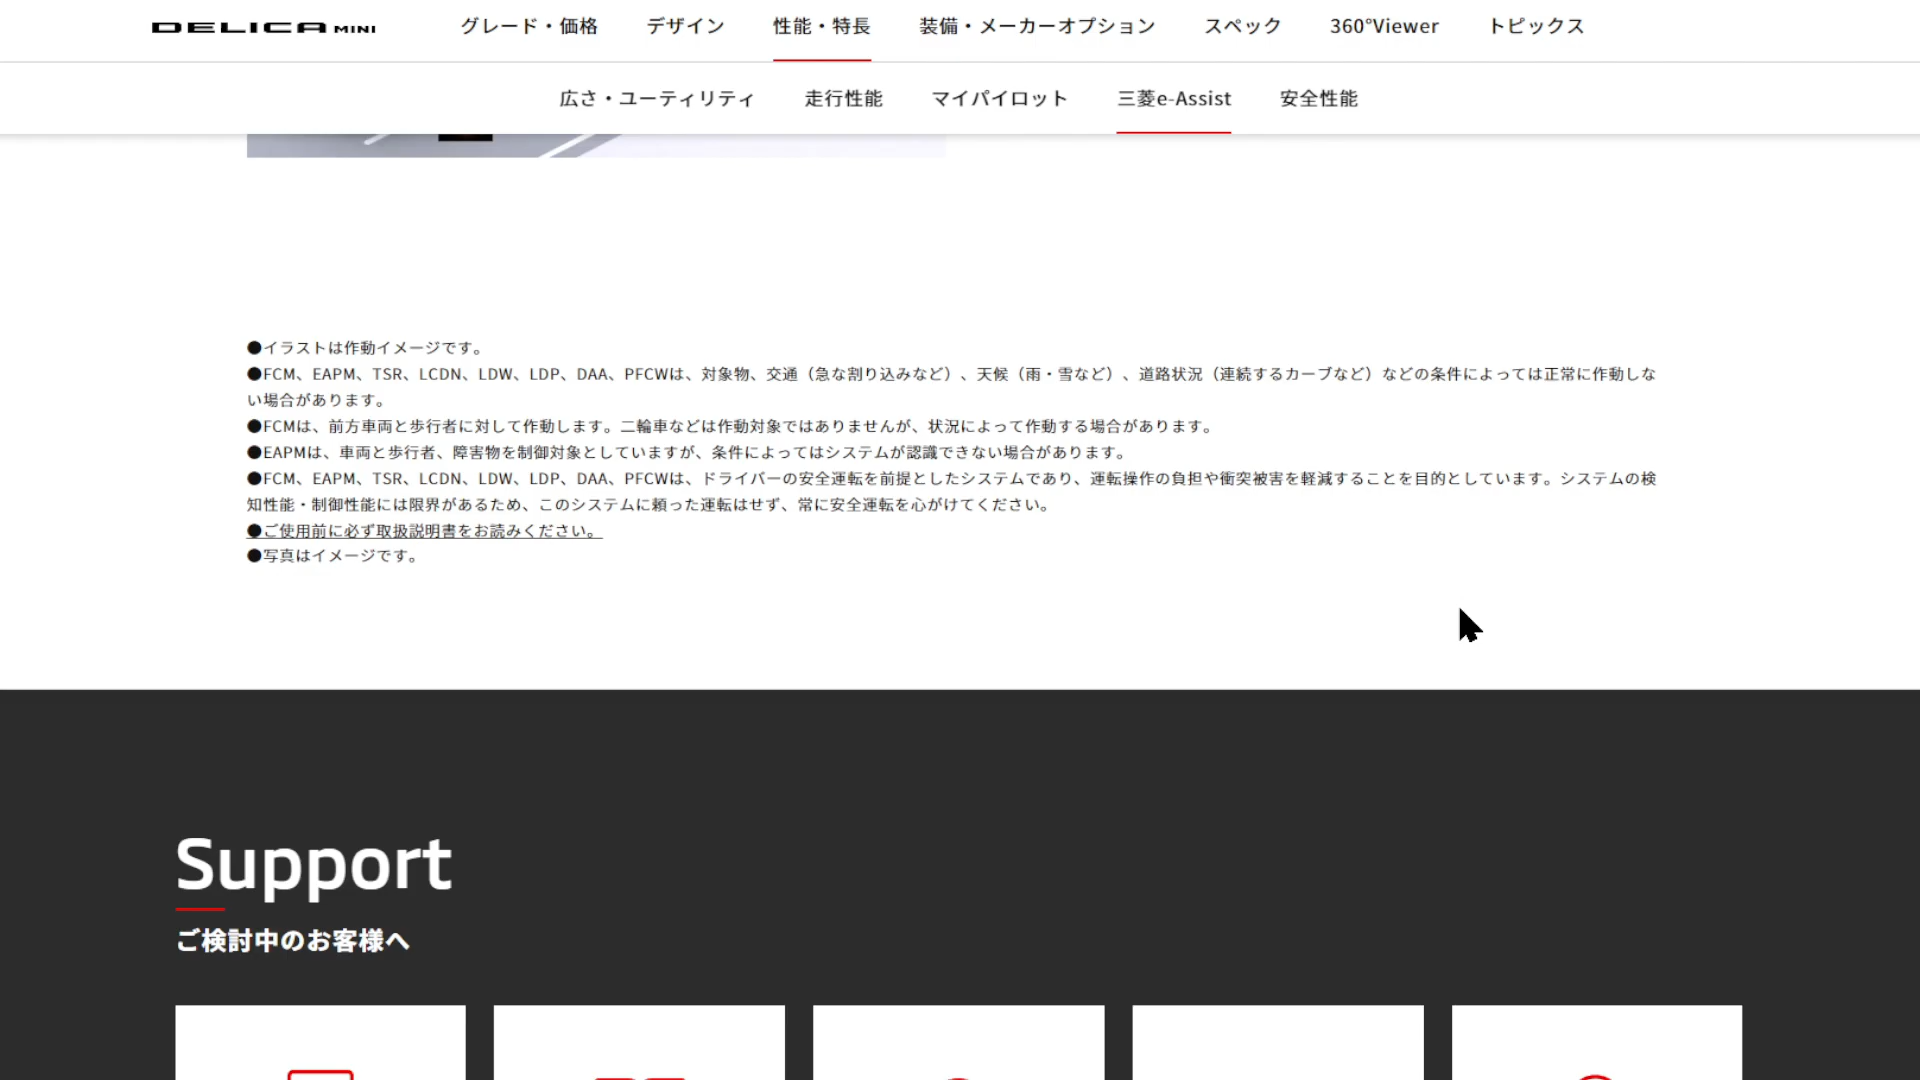 DELICA MINI グレード・価格 デザイン 性能・特長 装備・メーカーオプション スペック 360°Viewer トピックス
広さ・ユーティリティ 走行性能 マイパイロット 三菱e-Assist 安全性能
●イラストは作動イメージです。
●FCM、EAPM、TSR、LCDN、LDW、LDP、DAA、PFCWは、対象物、交通（急な割り込みなど）、天候（雨・雪など）、道路状況（連続するカーブなど）などの条件によっては正常に作動しな
い場合があります。
●FCMは、前方車両と歩行者に対して作動します。二輪車などは作動対象ではありませんが、状況によって作動する場合があります。
●EAPMは、車両と歩行者、障害物を制御対象としていますが、条件によってはシステムが認識できない場合があります。
●FCM、EAPM、TSR、LCDN、LDW、LDP、DAA、PFCWは、ドライバーの安全運転を前提としたシステムであり、運転操作の負担や衝突被害を軽減することを目的としています。システムの検
知性能・制御性能には限界があるため、このシステムに頼った運転はせず、常に安全運転を心がけてください。
●ご使用前に必ず取扱説明書をお読みください。
●写真はイメージです。
Support
ご検討中のお客様へ